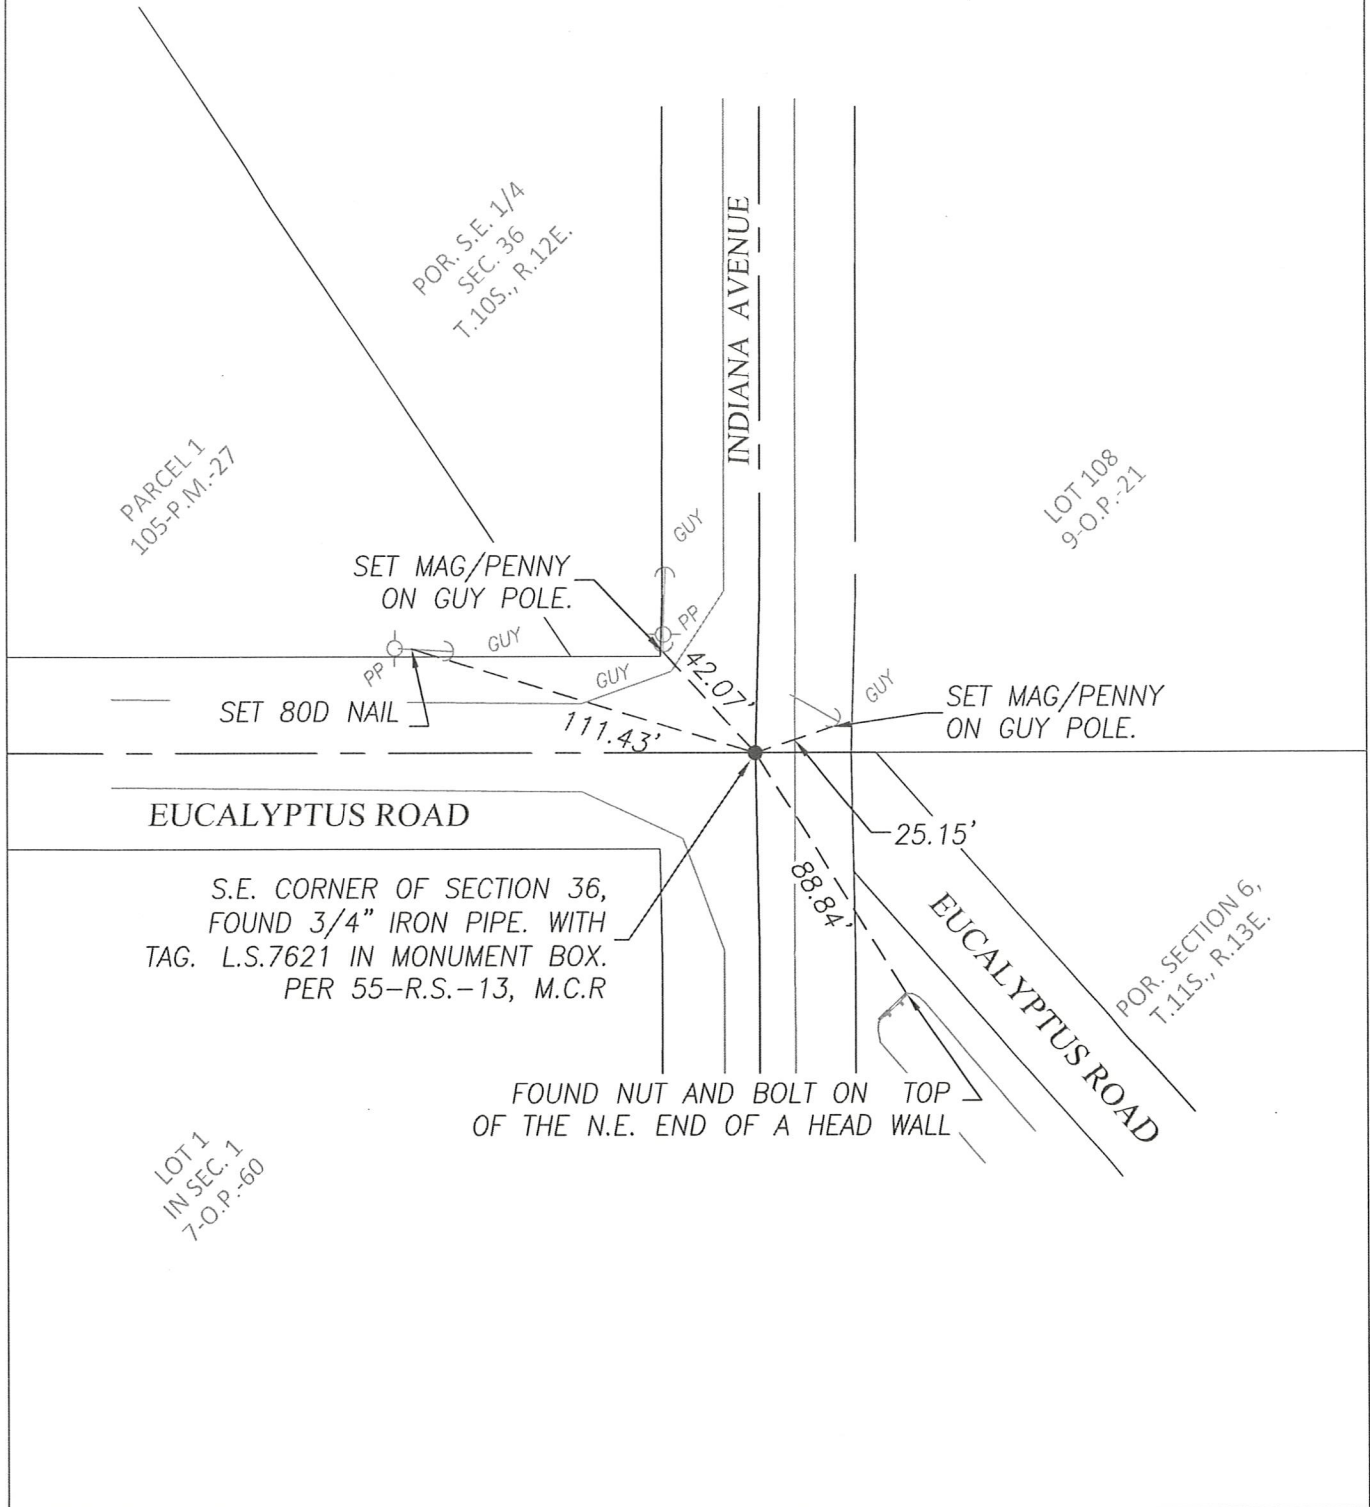 POR. S.E. 1/4
SEC. 36
T.10S., R.12E.
INDIANA AVENUE
PARCEL 1
105-P.M.-27
LOT 108
9-O.P.-21
GUY
SET MAG/PENNY
ON GUY POLE.
PP
GUY
PP
GUY
42.07'
GUY
SET MAG/PENNY
ON GUY POLE.
SET 80D NAIL
111.43'
EUCALYPTUS ROAD
25.15'
88.84'
S.E. CORNER OF SECTION 36,
FOUND 3/4" IRON PIPE. WITH
TAG. L.S.7621 IN MONUMENT BOX.
PER 55-R.S.-13, M.C.R
EUCALYPTUS ROAD
POR. SECTION 6,
T.11S., R.13E.
FOUND NUT AND BOLT ON TOP
OF THE N.E. END OF A HEAD WALL
LOT 1
IN SEC. 1
7-O.P.-60